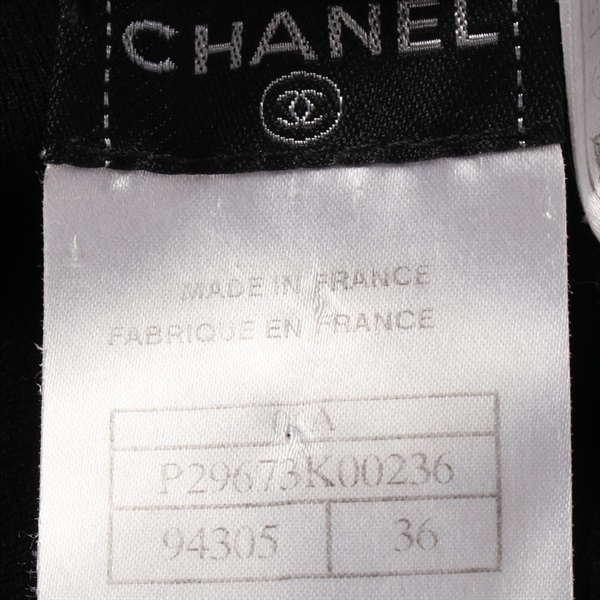 CHANEL
MADE IN FRANCE
FABRIQUE EN FRANCE
P29673K00236
94305 36